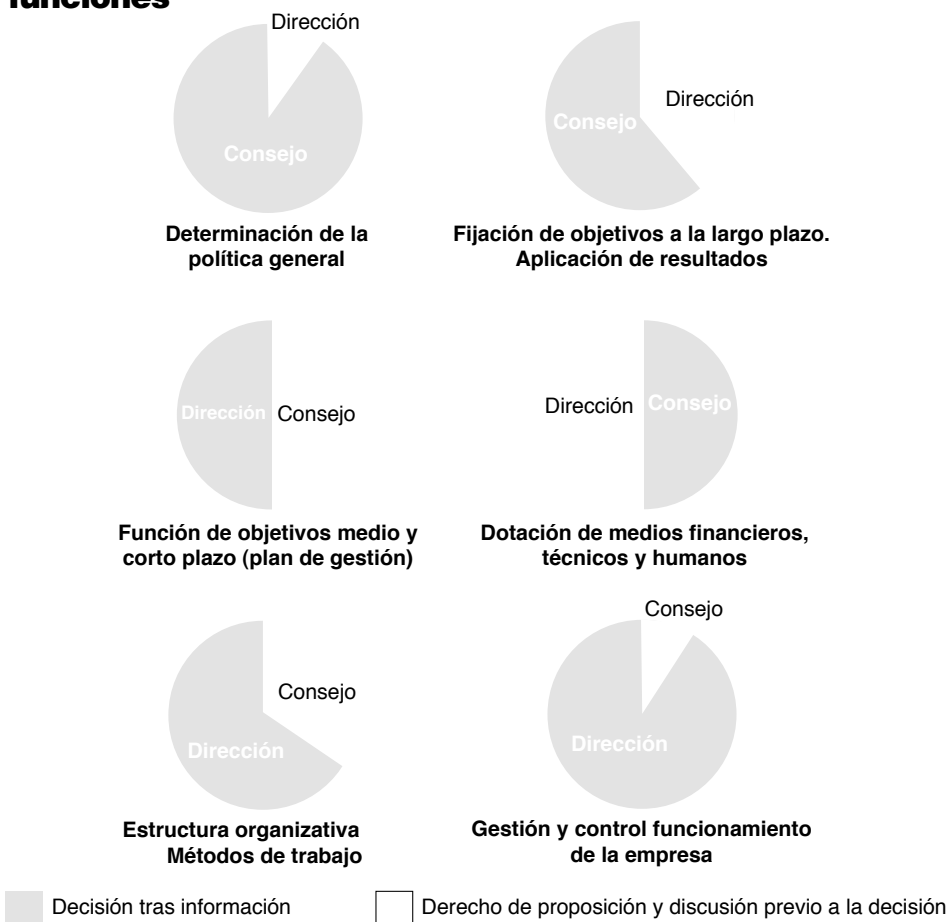 funciones
Dirección
Consejo
Determinación de la
política general
Dirección
Consejo
Fijación de objetivos a la largo plazo.
Aplicación de resultados
Dirección
Consejo
Función de objetivos medio y
corto plazo (plan de gestión)
Dirección
Consejo
Dotación de medios financieros,
técnicos y humanos
Consejo
Dirección
Estructura organizativa
Métodos de trabajo
Consejo
Dirección
Gestión y control funcionamiento
de la empresa
Decisión tras información
Derecho de proposición y discusión previo a la decisión